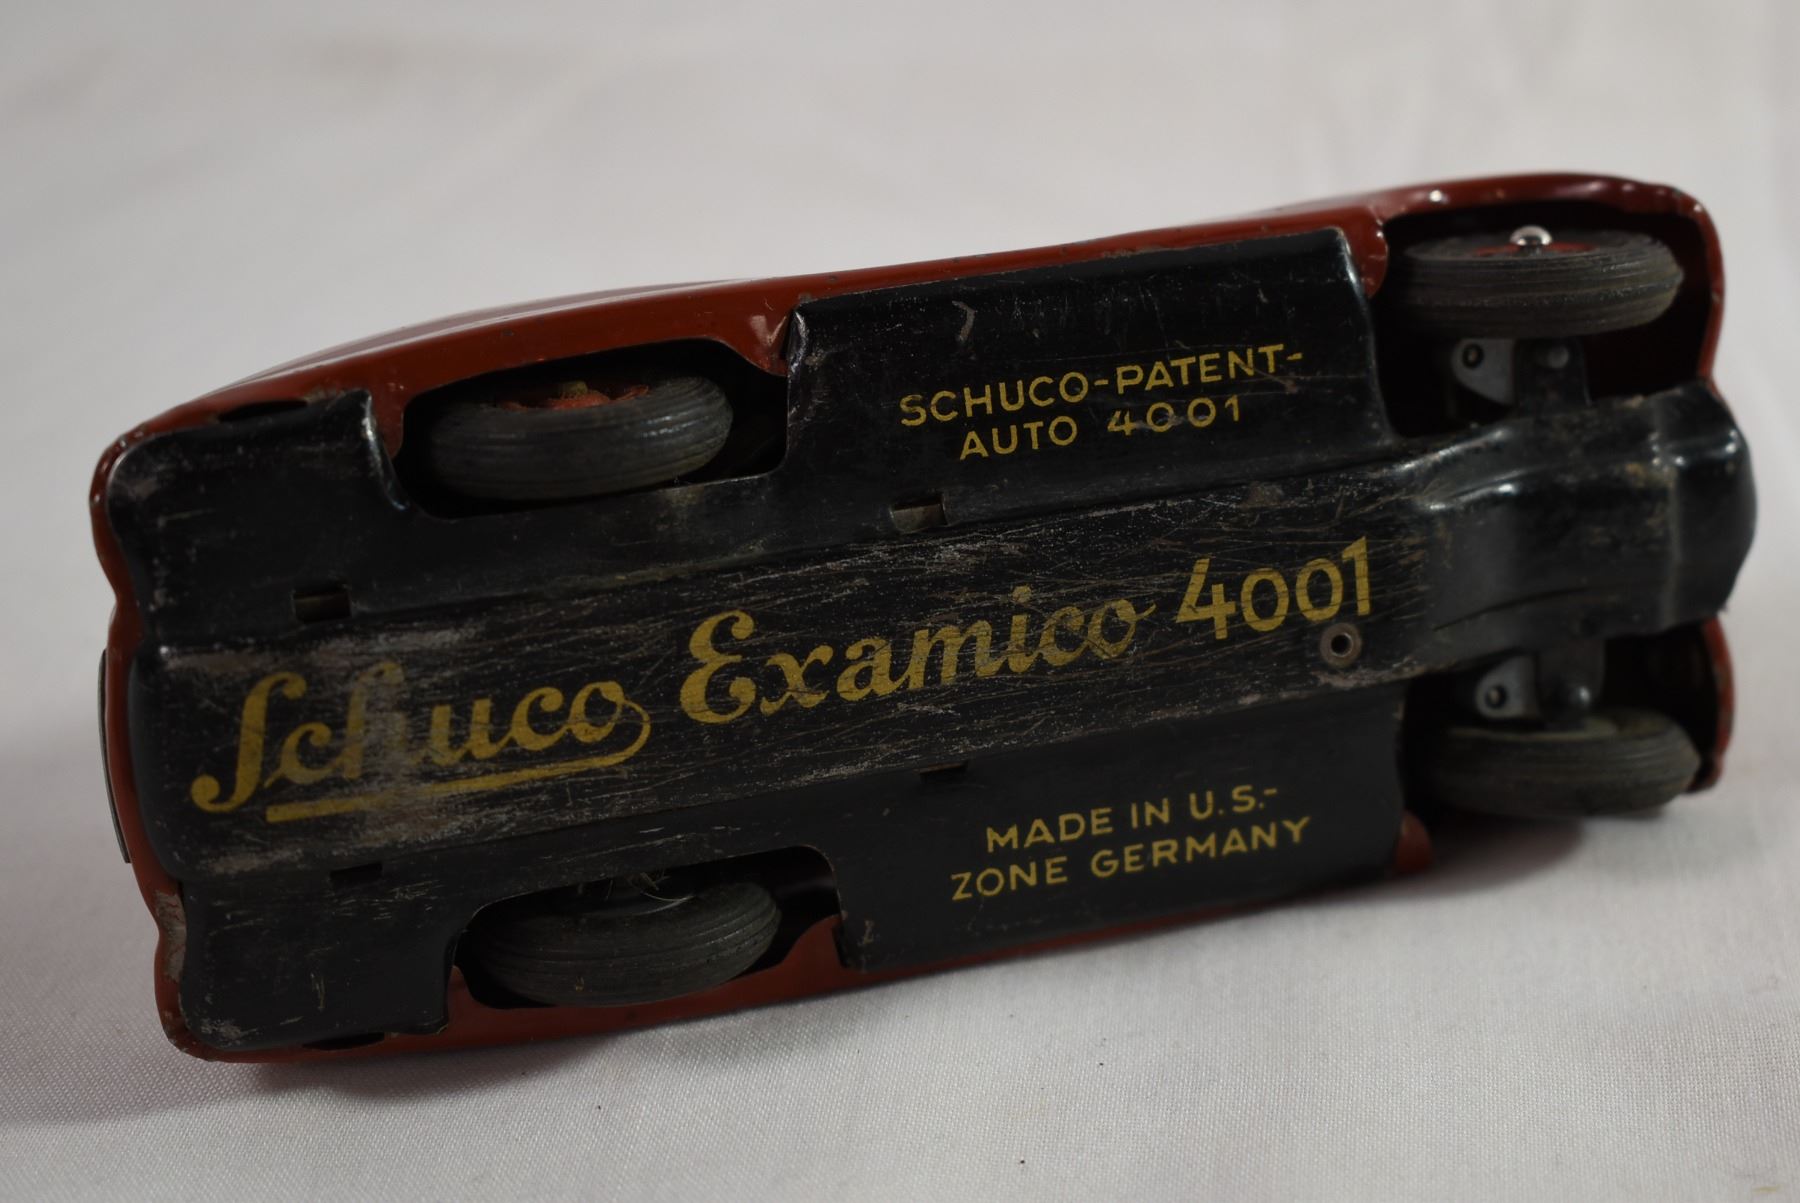 SCHUCO-PATENT-
AUTO 4001
Schuco Examico 4001
MADE IN U.S.-
ZONE GERMANY